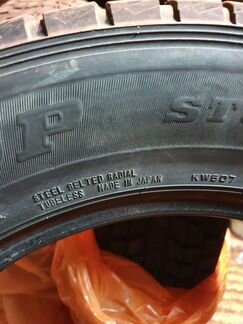 P ST
STEEL BELTED RADIAL
TUBELESS MADE IN JAPAN KW607